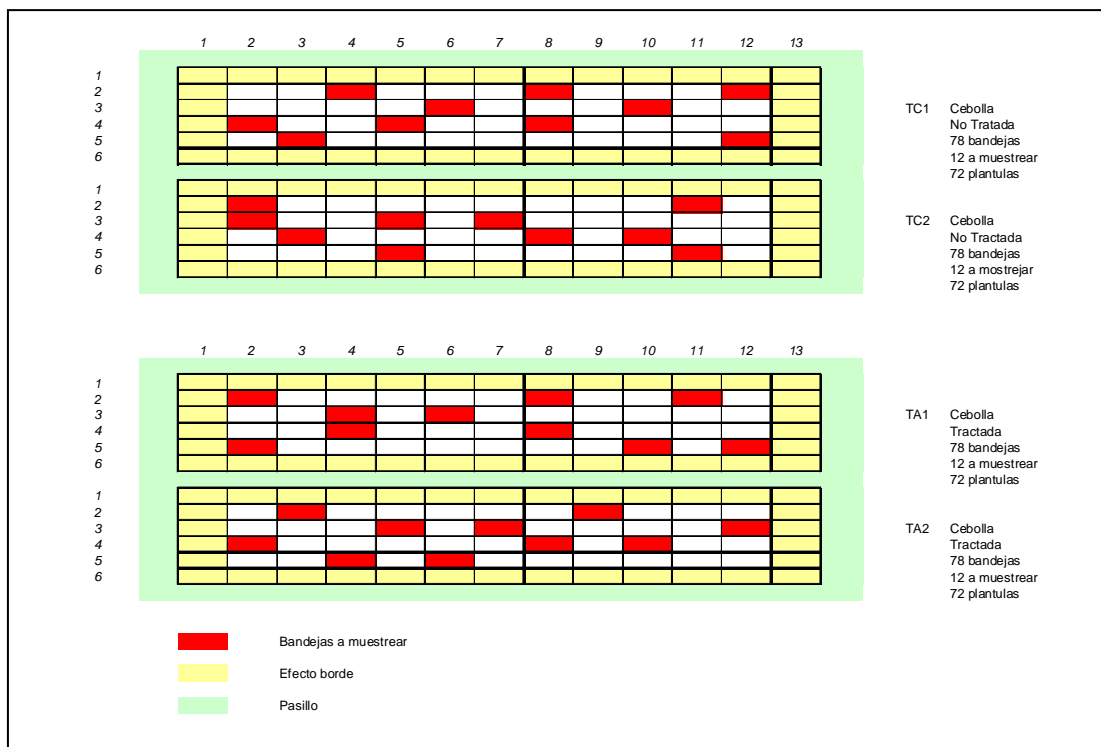 1 2 3 4 5 6 7 8 9 10 11 12 13
1
2
3
4
5
6
TC1 Cebolla
No Tratada
78 bandejas
12 a muestrear
72 plantulas
1
2
3
4
5
6
TC2 Cebolla
No Tractada
78 bandejas
12 a mostrejar
72 plantulas
1 2 3 4 5 6 7 8 9 10 11 12 13
1
2
3
4
5
6
TA1 Cebolla
Tractada
78 bandejas
12 a muestrear
72 plantulas
1
2
3
4
5
6
TA2 Cebolla
Tractada
78 bandejas
12 a muestrear
72 plantulas
Bandejas a muestrear
Efecto borde
Pasillo